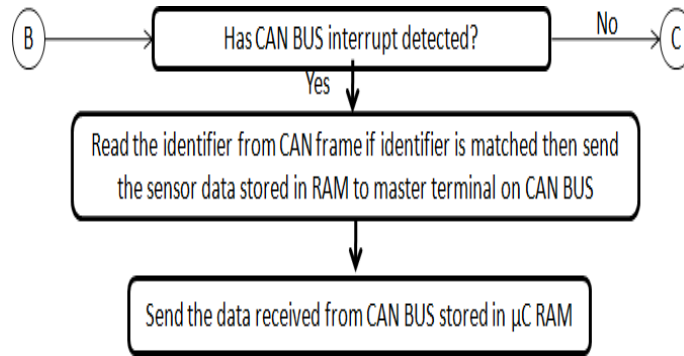 B
Has CAN BUS interrupt detected?
No
C
Yes
Read the identifier from CAN frame if identifier is matched then send
the sensor data stored in RAM to master terminal on CAN BUS
Send the data received from CAN BUS stored in µC RAM